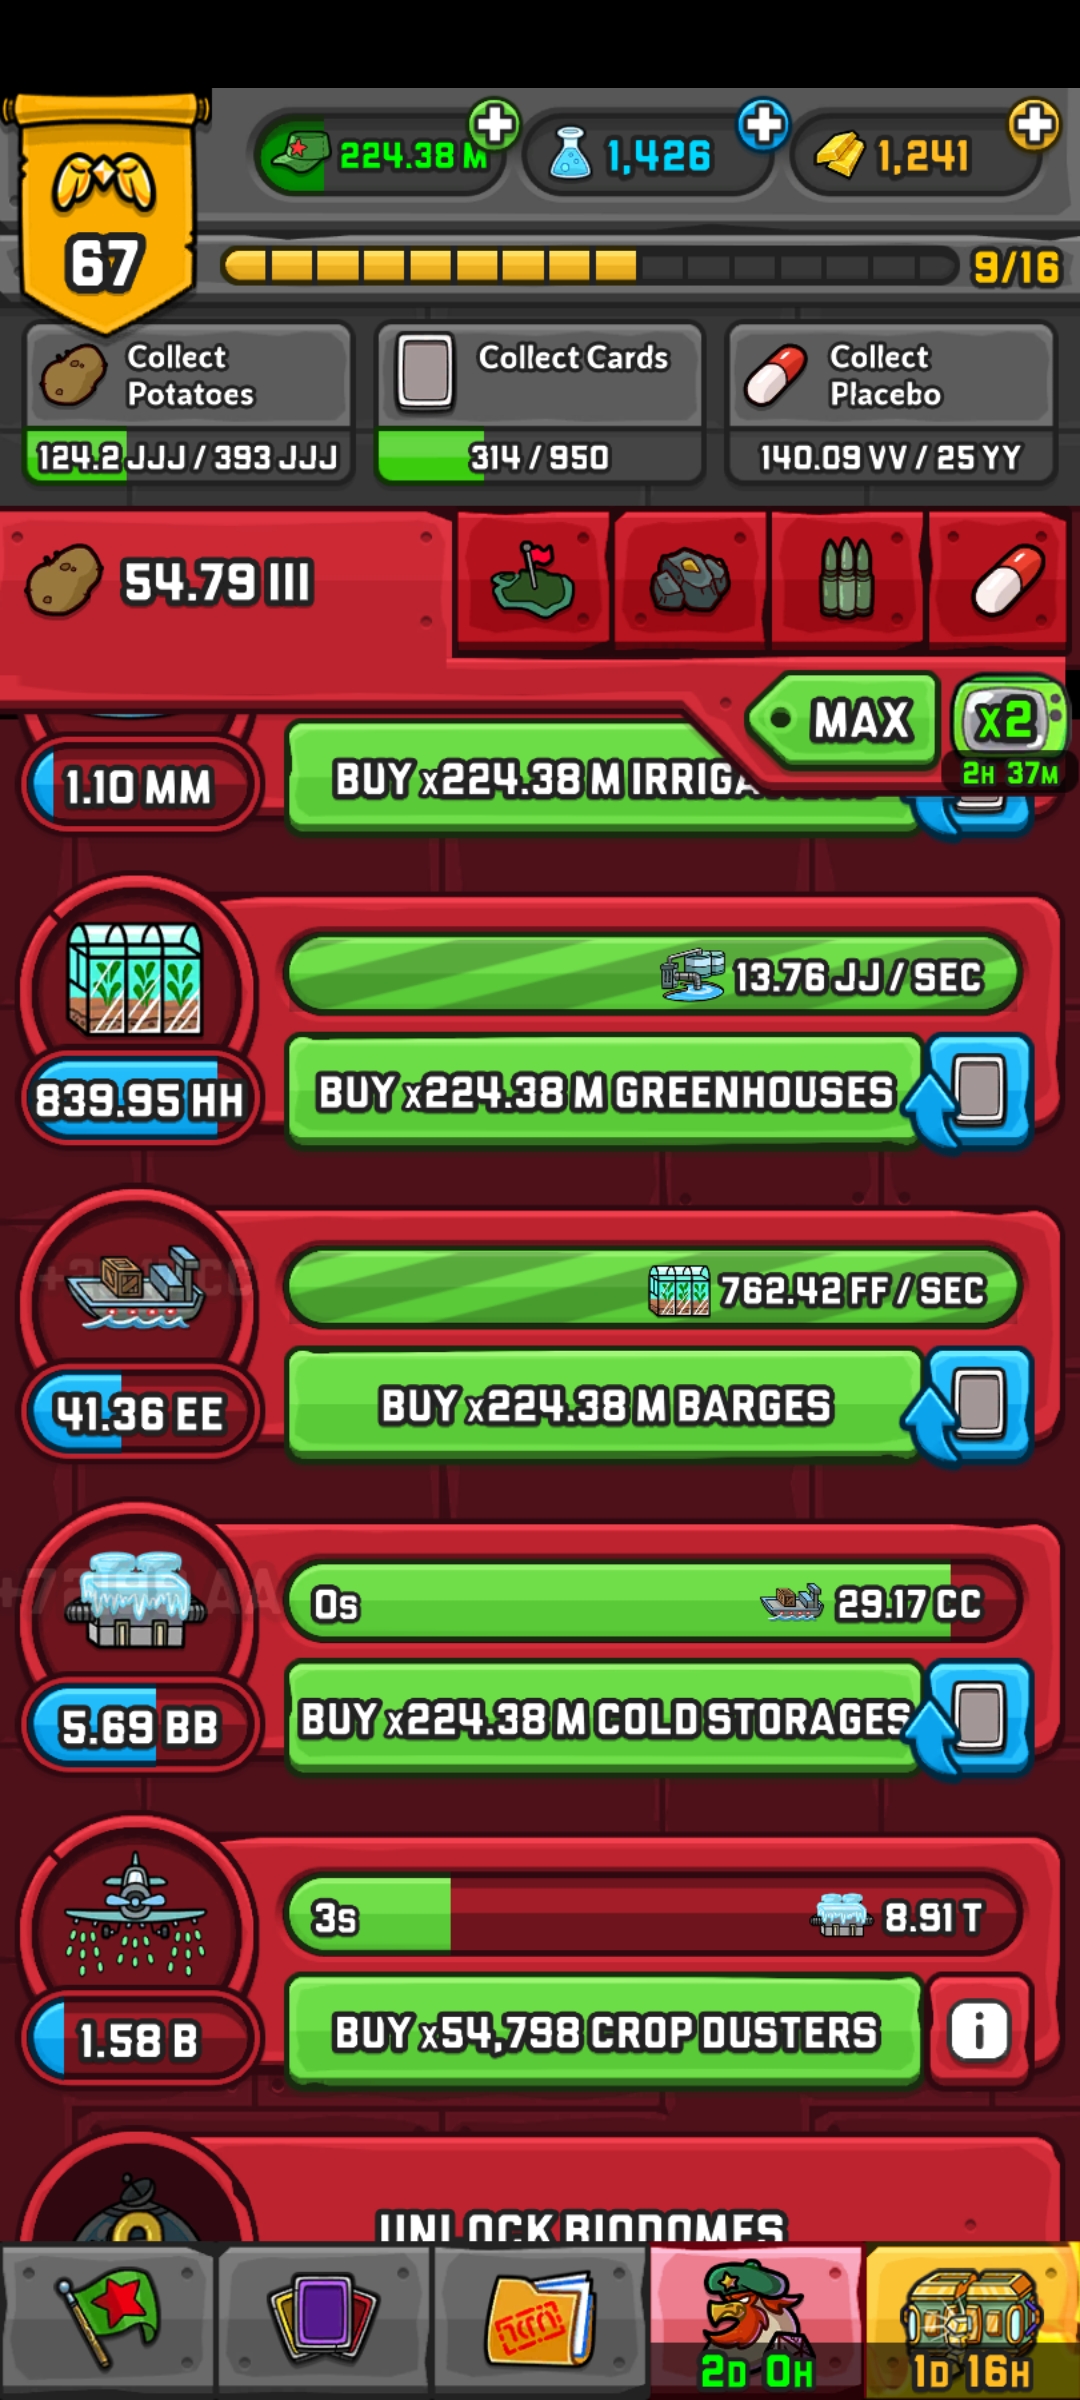 224.38 M
1,426
1,241
67
9/16
Collect
Potatoes
124.2 JJJ / 393 JJJ
Collect Cards
314 / 950
Collect
Placebo
140.09 VV / 25 YY
54.79 III
MAX
x2
2H 37M
1.10 MM
BUY x224.38 M
13.76 JJ / SEC
839.95 HH
BUY x224.38 M GREENHOUSES
762.42 FF / SEC
41.36 EE
BUY x224.38 M BARGES
0s
29.17 CC
5.69 BB
BUY x224.38 M COLD STORAGES
3s
8.91 T
1.58 B
BUY x54,798 CROP DUSTERS
i
UNLOCK BIODOMES
2D 0H
1D 16H